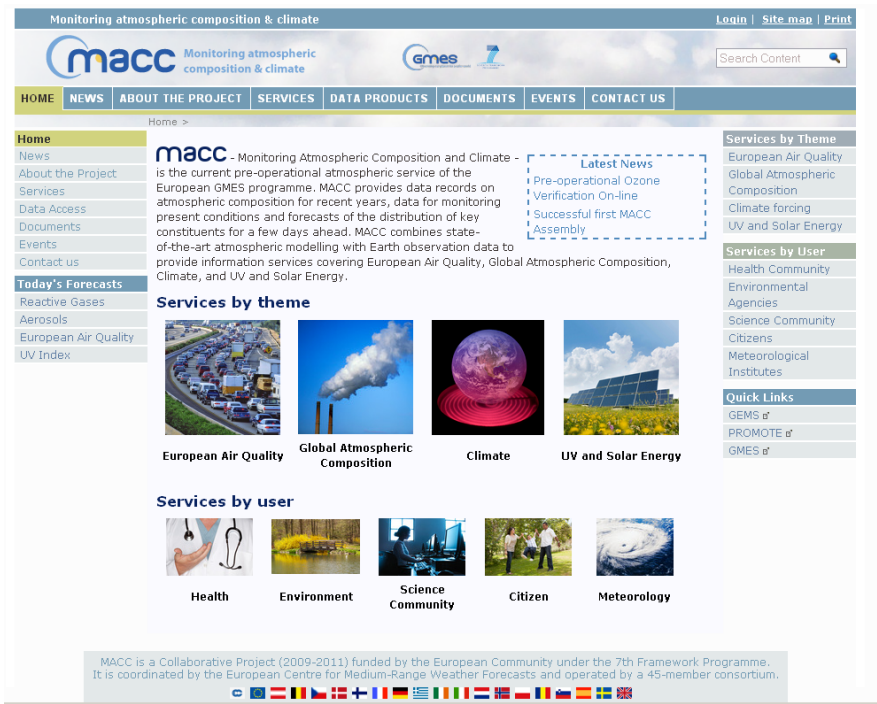 Monitoring atmospheric composition & climate
Login | Site map | Print
macc Monitoring atmospheric
composition & climate
Gmes
7
Search Content
HOME NEWS ABOUT THE PROJECT SERVICES DATA PRODUCTS DOCUMENTS EVENTS CONTACT US
Home >
Home
News
About the Project
Services
Data Access
Documents
Events
Contact us
Today's Forecasts
Reactive Gases
Aerosols
European Air Quality
UV Index
macc - Monitoring Atmospheric Composition and Climate -
is the current pre-operational atmospheric service of the
European GMES programme. MACC provides data records on
atmospheric composition for recent years, data for monitoring
present conditions and forecasts of the distribution of key
constituents for a few days ahead. MACC combines state-
of-the-art atmospheric modelling with Earth observation data to
provide information services covering European Air Quality, Global Atmospheric Composition,
Climate, and UV and Solar Energy.
Latest News
Pre-operational Ozone
Verification On-line
Successful first MACC
Assembly
Services by theme
European Air Quality
Global Atmospheric
Composition
Climate
UV and Solar Energy
Services by user
Health
Environment
Science
Community
Citizen
Meteorology
Services by Theme
European Air Quality
Global Atmospheric
Composition
Climate forcing
UV and Solar Energy
Services by User
Health Community
Environmental
Agencies
Science Community
Citizens
Meteorological
Institutes
Quick Links
GEMS
PROMOTE
GMES
MACC is a Collaborative Project (2009-2011) funded by the European Community under the 7th Framework Programme.
It is coordinated by the European Centre for Medium-Range Weather Forecasts and operated by a 45-member consortium.